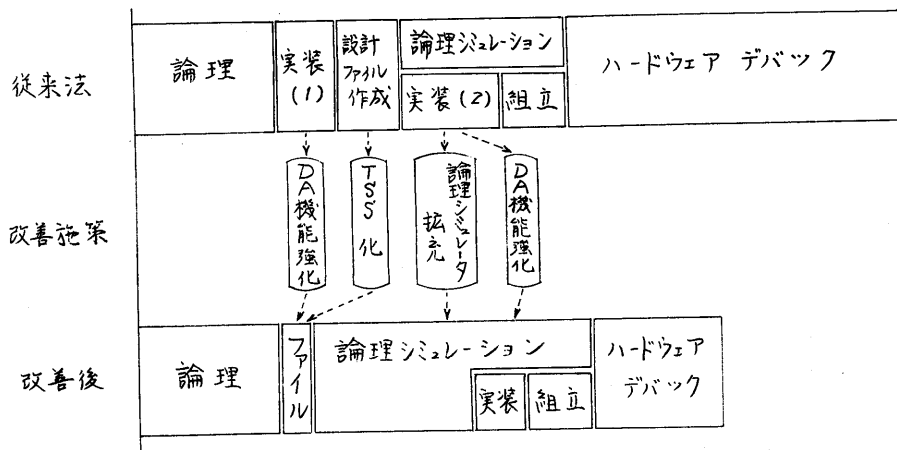 従来法
論理
実装
(1)
設計
ファイル
作成
論理シミュレーション
実装(2)
組立
ハードウェア デバック
改善施策
DA機能強化
TSS化
論理シミュレータ
拡充
DA機能強化
改善後
論理
ファイル
論理シミュレーション
実装
組立
ハードウェア
デバック